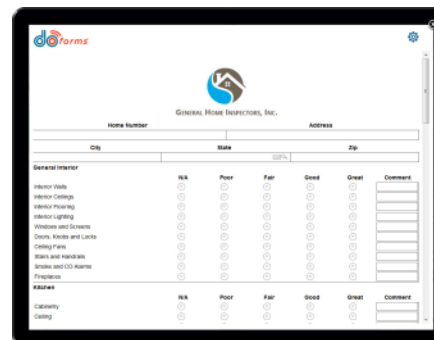 doforms
GENERAL HOME INSPECTORS, INC.
Home Number Address
City State Zip
General Interior
N/A Poor Fair Good Great Comment
Interior Walls
Interior Ceilings
Interior Flooring
Interior Lighting
Windows and Screens
Doors, Knobs and Locks
Ceiling Fans
Stairs and Handrails
Smoke and CO Alarms
Fireplaces
Kitchen
N/A Poor Fair Good Great Comment
Cabinetry
Ceiling